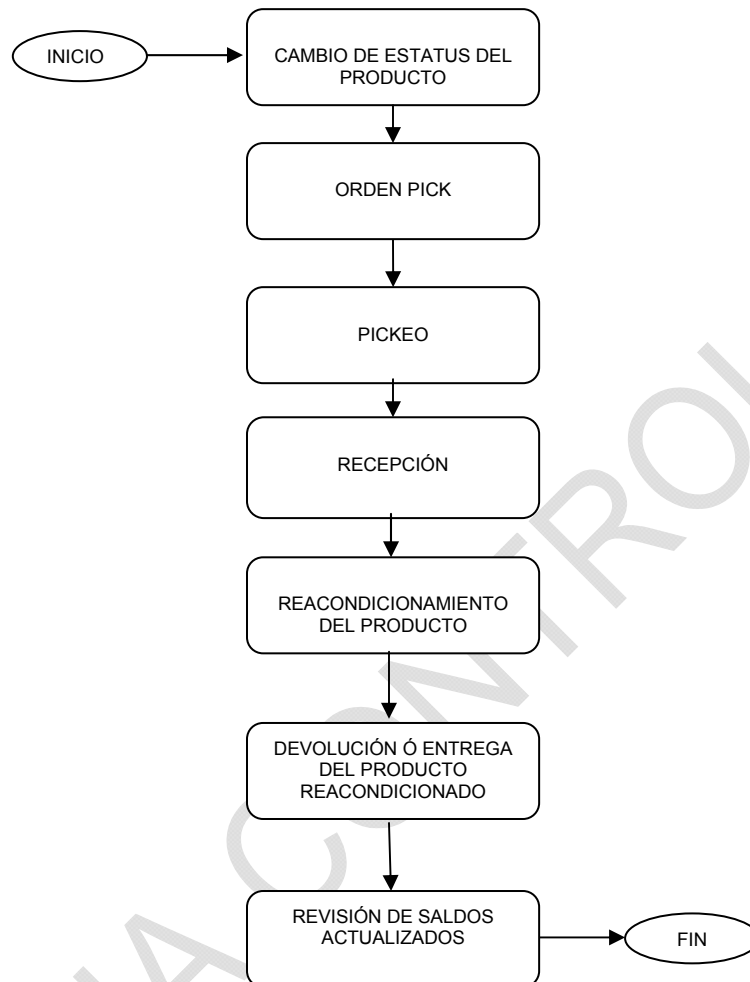 INICIO
CAMBIO DE ESTATUS DEL
PRODUCTO
ORDEN PICK
PICKEO
RECEPCIÓN
REACONDICIONAMIENTO
DEL PRODUCTO
DEVOLUCIÓN Ó ENTREGA
DEL PRODUCTO
REACONDICIONADO
REVISIÓN DE SALDOS
ACTUALIZADOS
FIN